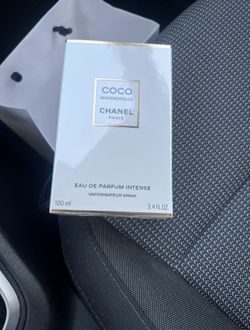 COCO
MADEMOISELLE
CHANEL
PARIS
EAU DE PARFUM INTENSE
VAPORISATEUR SPRAY
100 ml
3.4 FL.OZ.